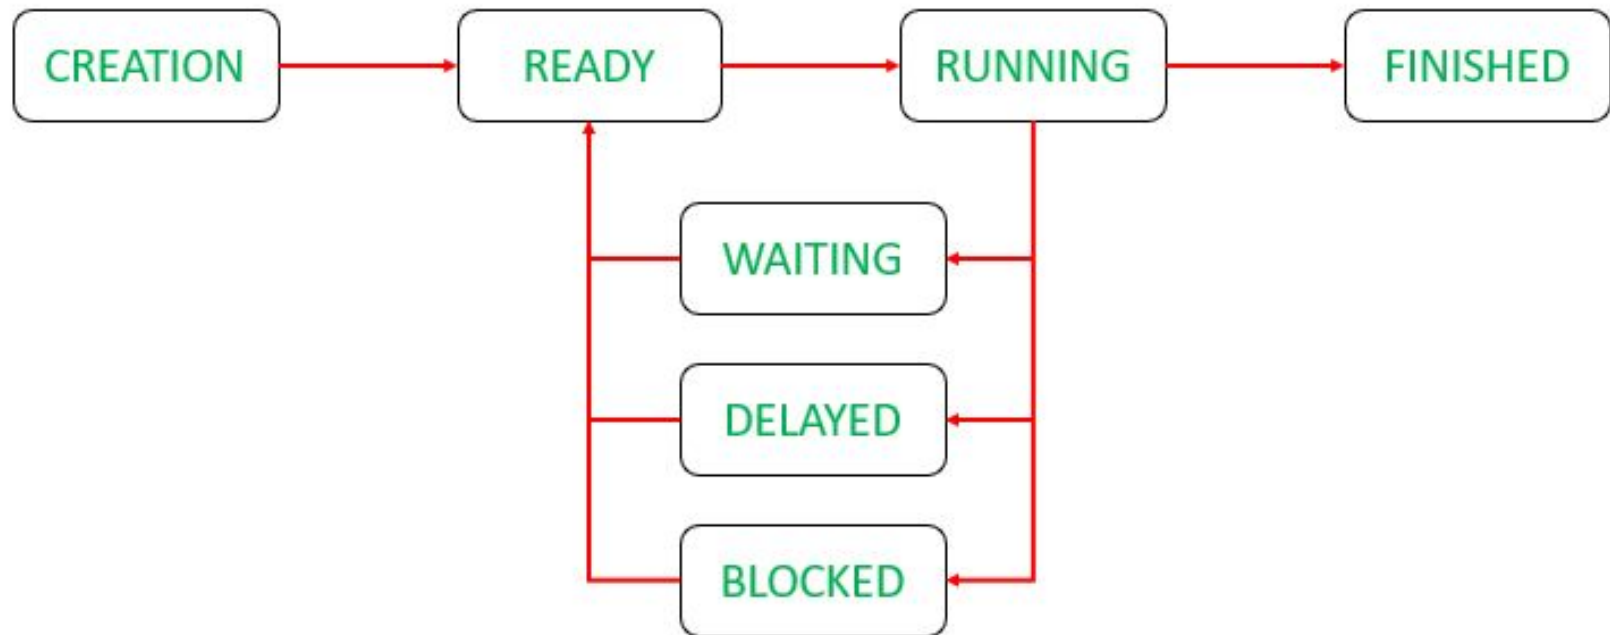 CREATION
READY
RUNNING
FINISHED
WAITING
DELAYED
BLOCKED